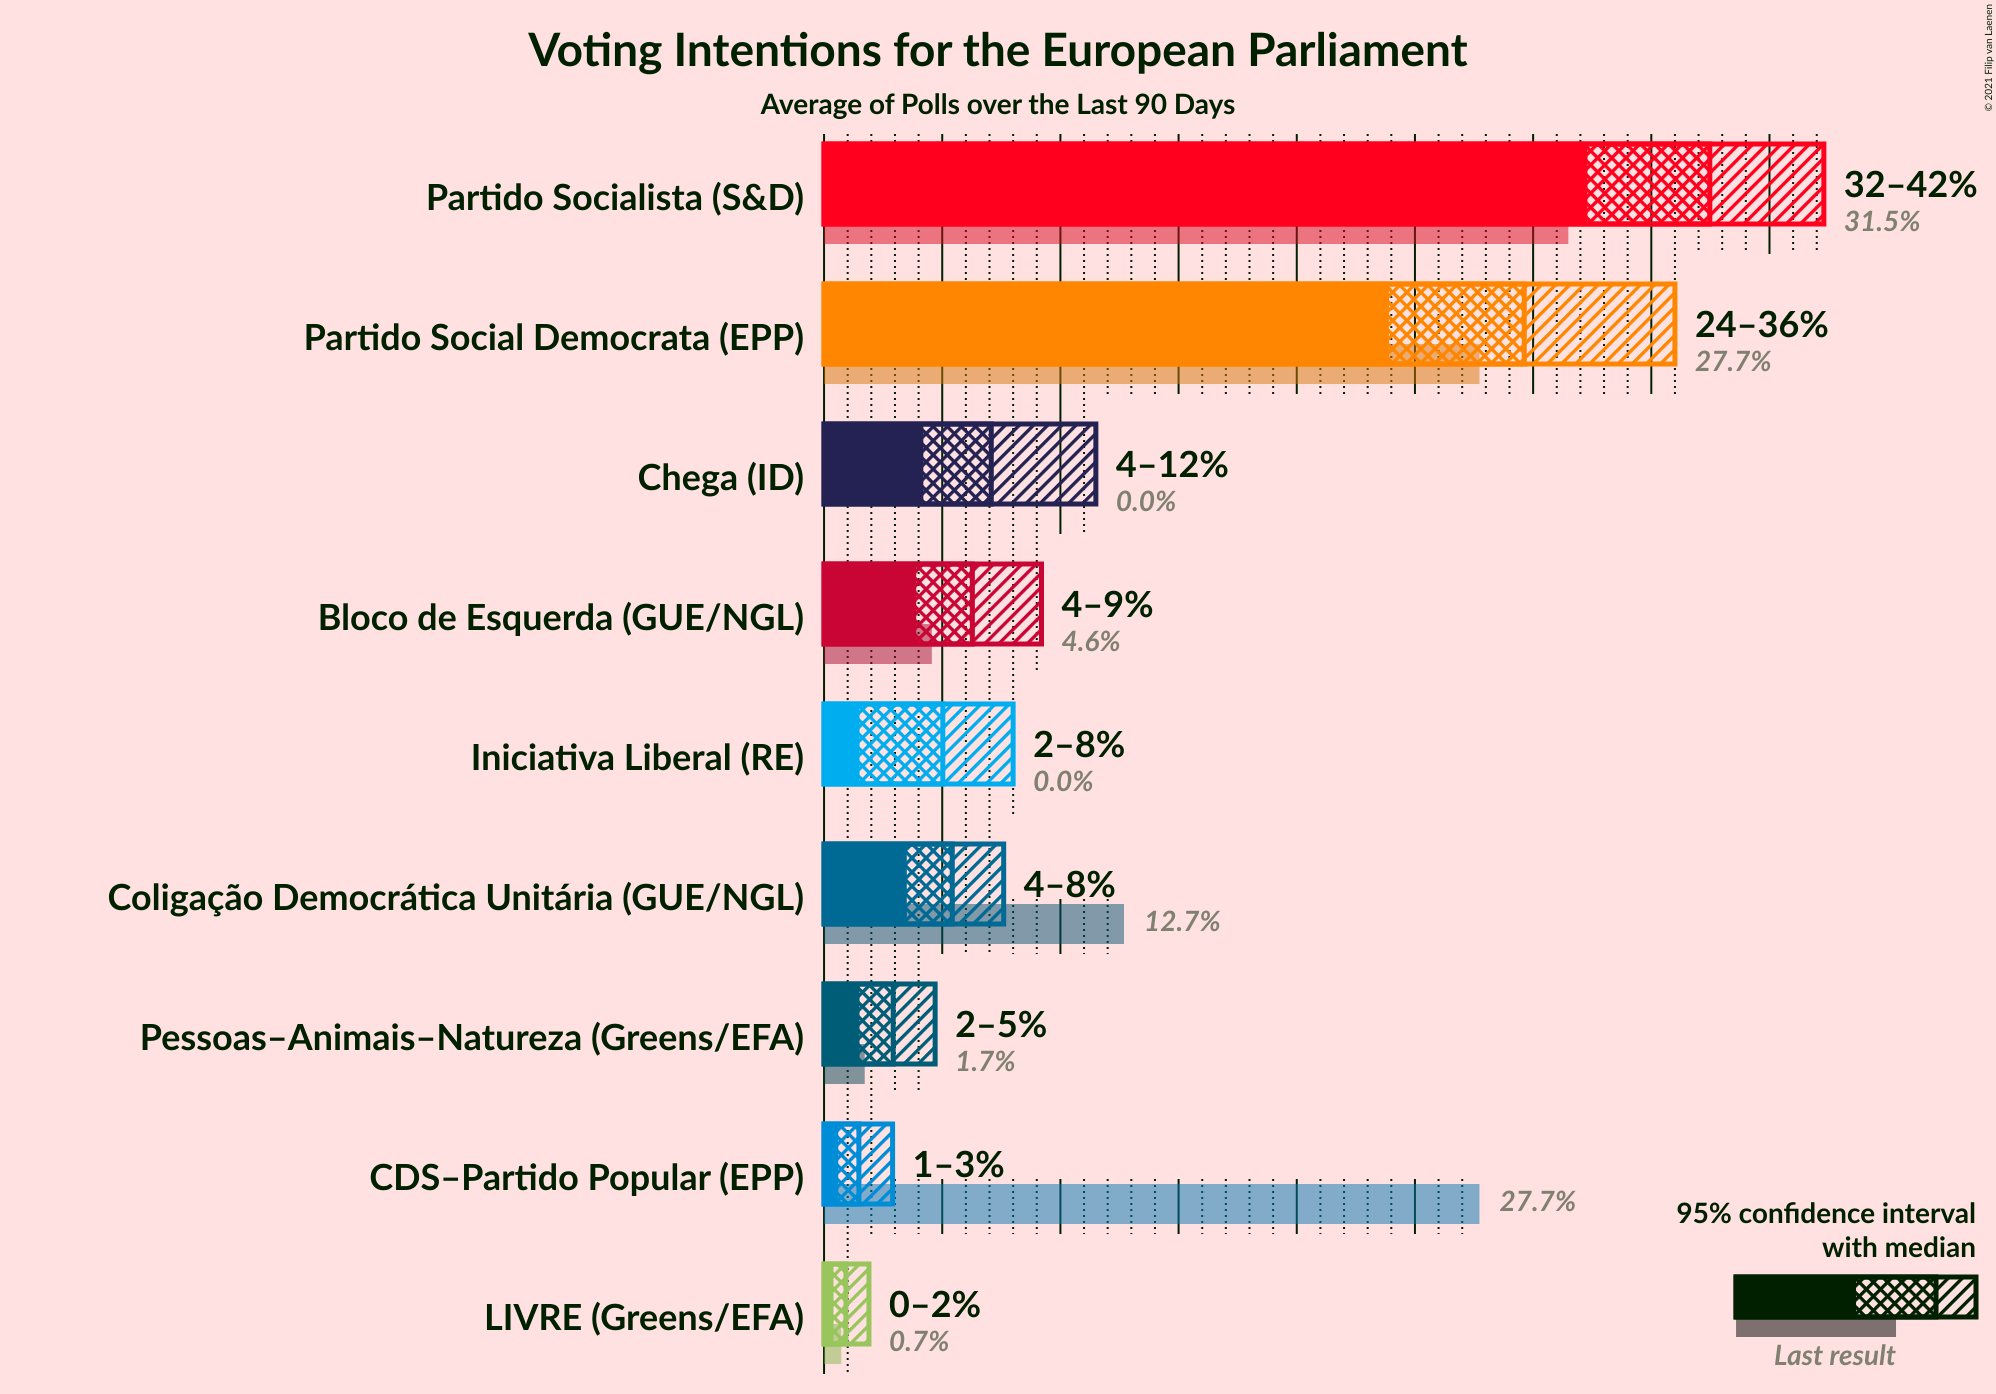 Voting Intentions for the European Parliament
Average of Polls over the Last 90 Days
© 2021 Filip van Laenen
Partido Socialista (S&D)
32–42%
31.5%
Partido Social Democrata (EPP)
24–36%
27.7%
Chega (ID)
4–12%
0.0%
Bloco de Esquerda (GUE/NGL)
4–9%
4.6%
Iniciativa Liberal (RE)
2–8%
0.0%
Coligação Democrática Unitária (GUE/NGL)
4–8%
12.7%
Pessoas–Animais–Natureza (Greens/EFA)
2–5%
1.7%
CDS–Partido Popular (EPP)
1–3%
27.7%
LIVRE (Greens/EFA)
0–2%
0.7%
95% confidence interval
with median
Last result